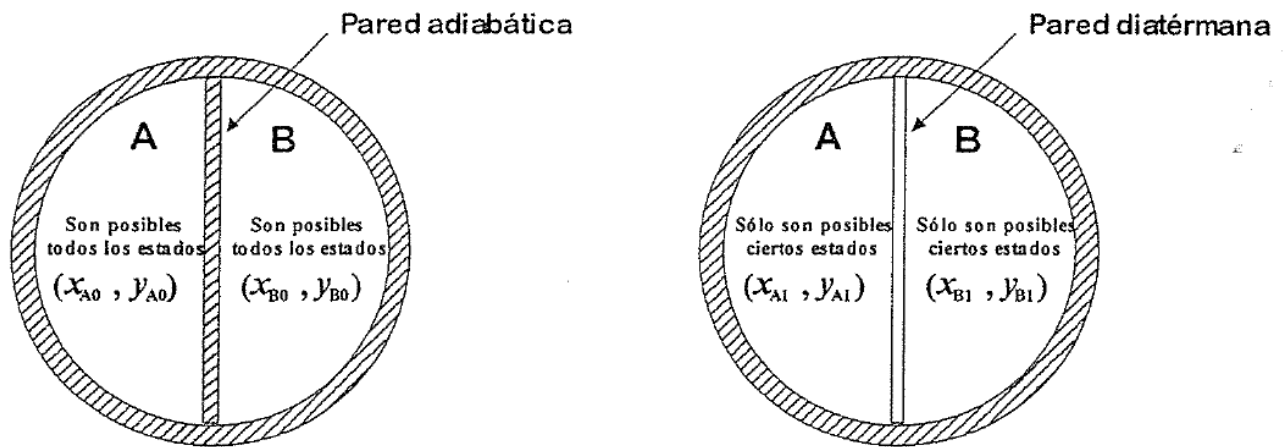 Pared adiabática
A
B
Son posibles
todos los estados
(x_A0 , y_A0)
Son posibles
todos los estados
(x_B0 , y_B0)
Pared diatérmana
A
B
Sólo son posibles
ciertos estados
(x_A1 , y_A1)
Sólo son posibles
ciertos estados
(x_B1 , y_B1)